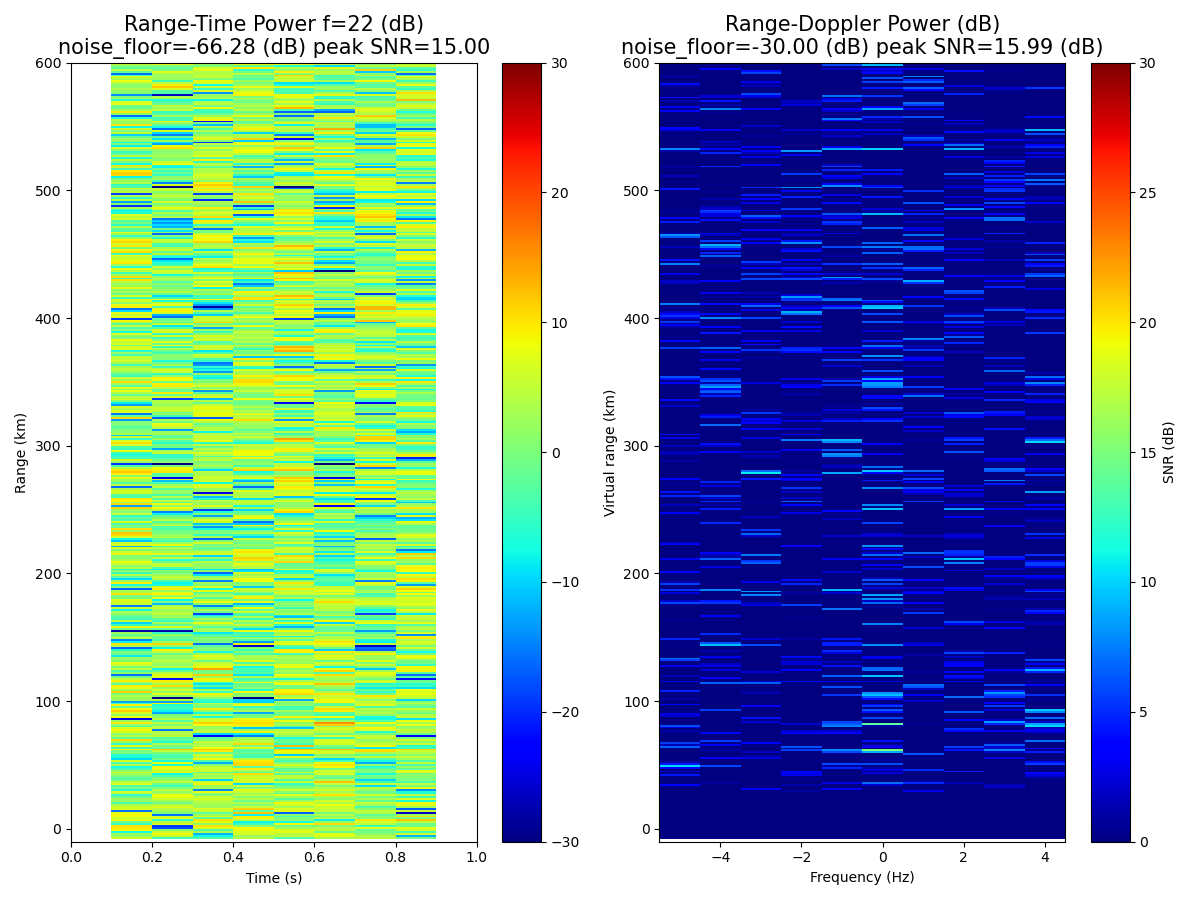 Range-Time Power f=22 (dB)
noise_floor=-66.28 (dB) peak SNR=15.00
Range (km)
600
500
400
300
200
100
0
0.0 0.2 0.4 0.6 0.8 1.0
Time (s)
30
20
10
0
−10
−20
−30
Range-Doppler Power (dB)
noise_floor=-30.00 (dB) peak SNR=15.99 (dB)
Virtual range (km)
600
500
400
300
200
100
0
−4 −2 0 2 4
Frequency (Hz)
30
25
20
15
10
5
0
SNR (dB)